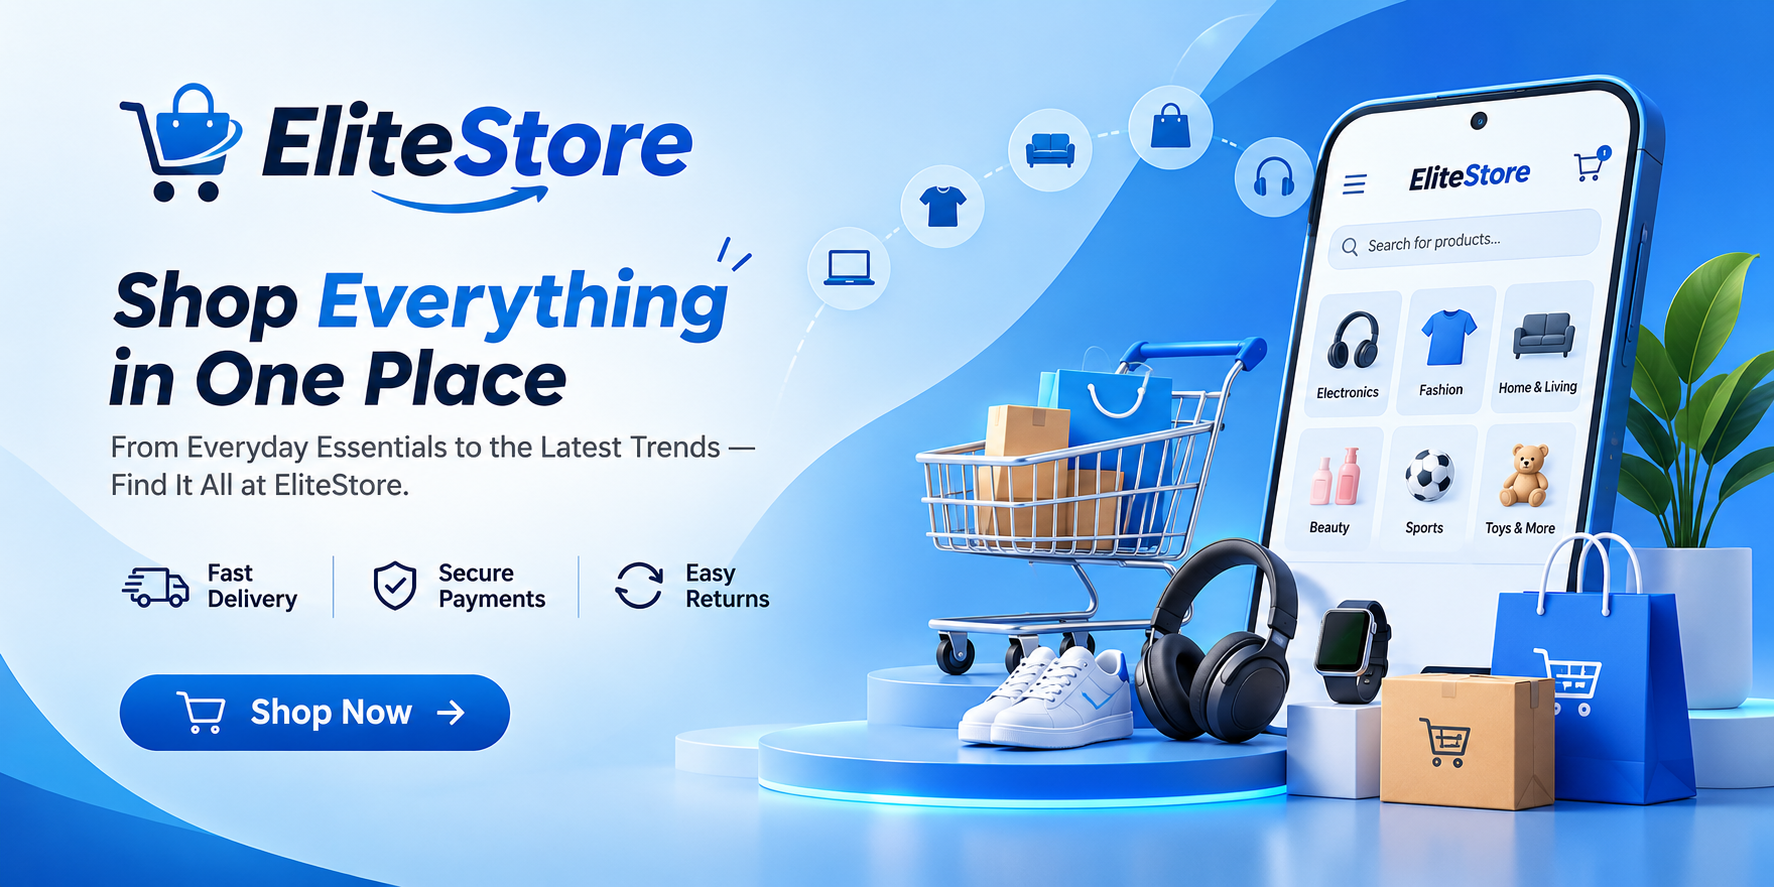 EliteStore
Shop Everything
in One Place
From Everyday Essentials to the Latest Trends —
Find It All at EliteStore.
Fast
Delivery
Secure
Payments
Easy
Returns
Shop Now
EliteStore
Search for products...
Electronics
Fashion
Home & Living
Beauty
Sports
Toys & More